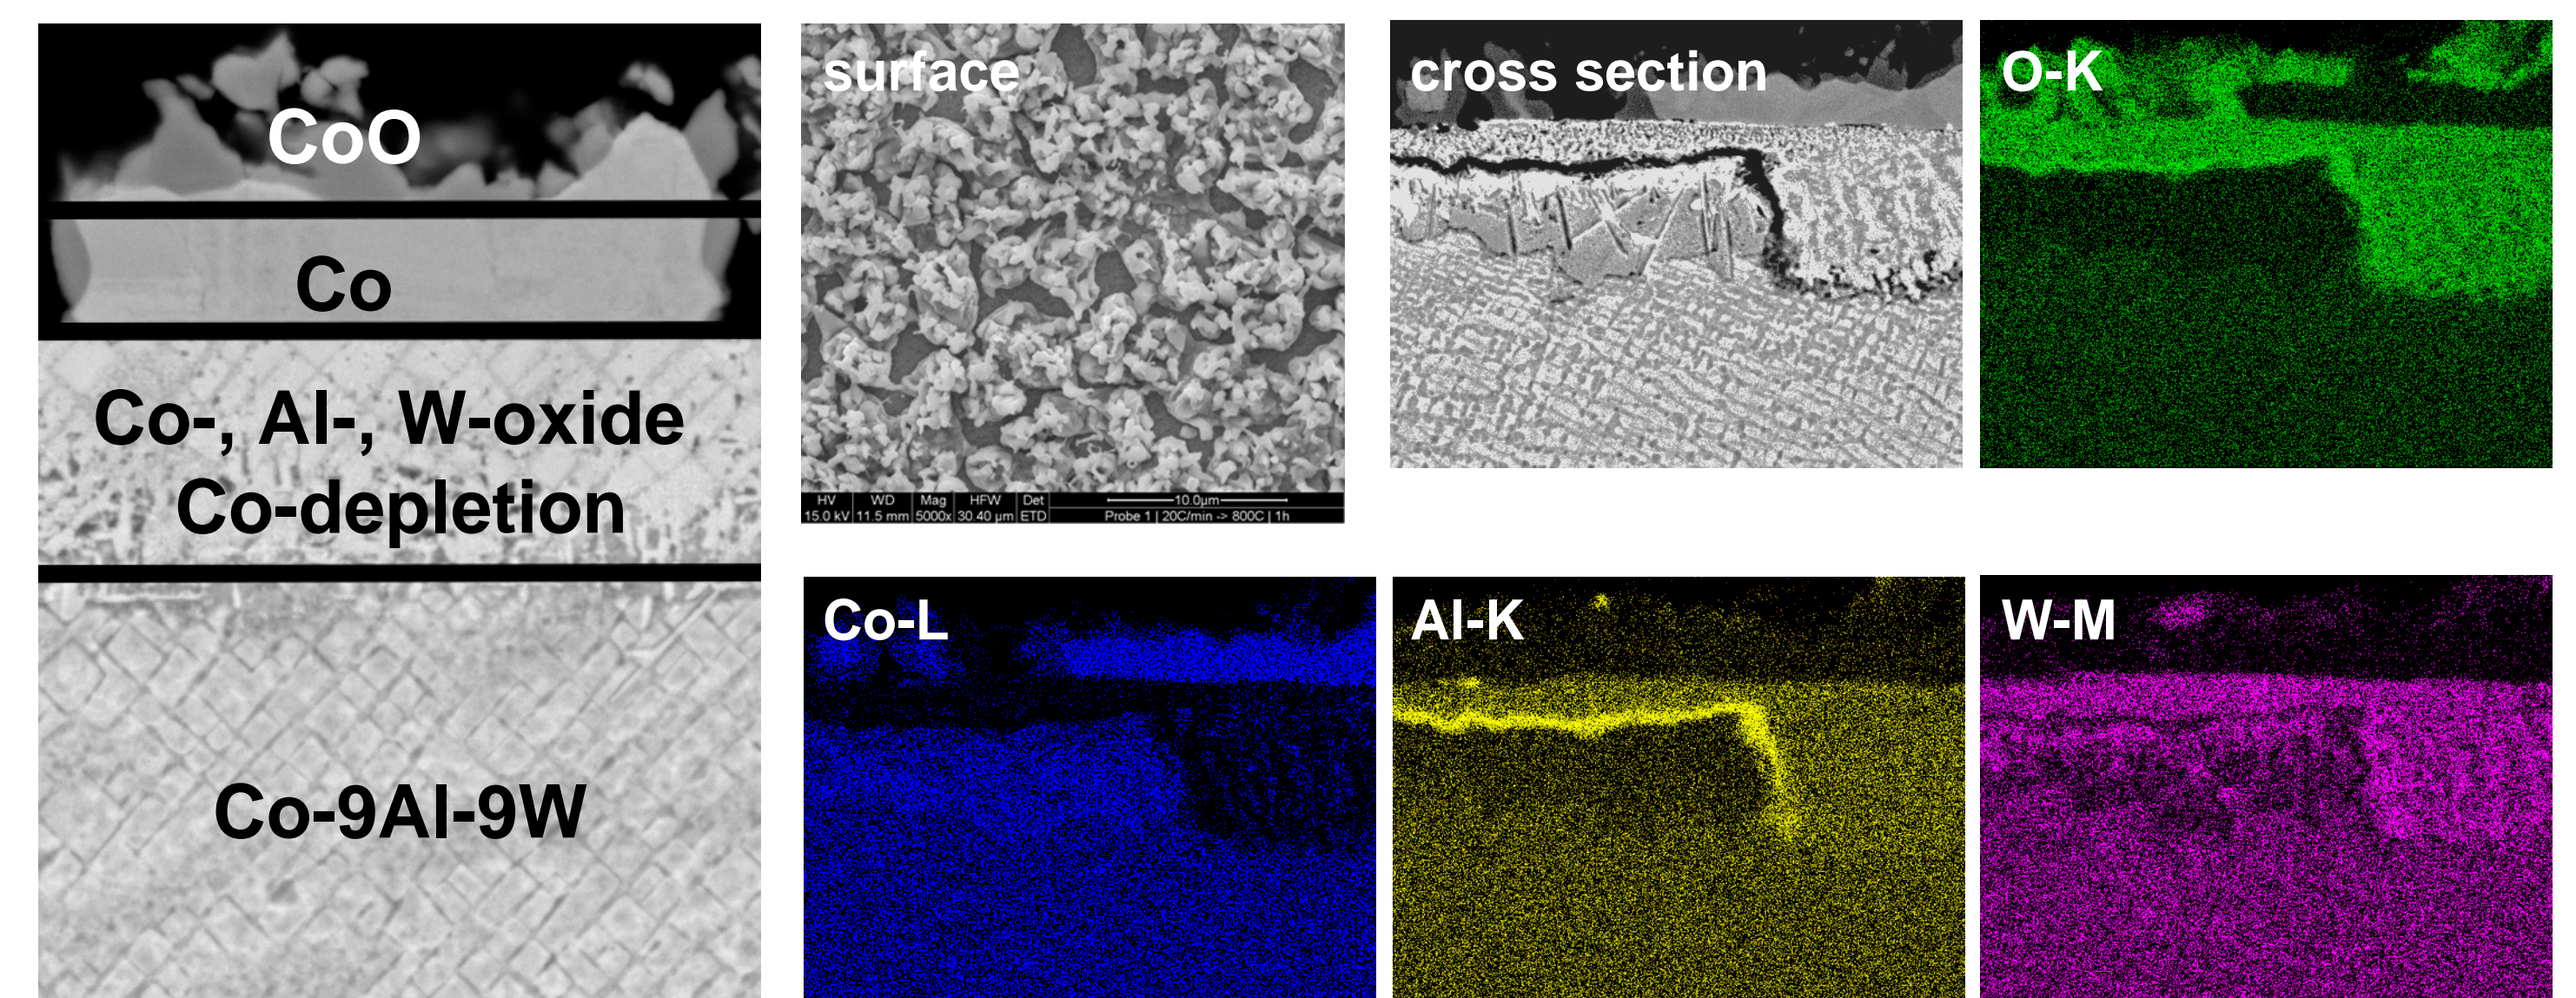 CoO
Co
Co-, Al-, W-oxide
Co-depletion
Co-9Al-9W
surface
HV WD Mag HFW Det 10.0µm
15.0 kV 11.5 mm 5000x 30.40 µm ETD Probe 1 | 20C/min -> 800C | 1h
cross section
O-K
Co-L
Al-K
W-M